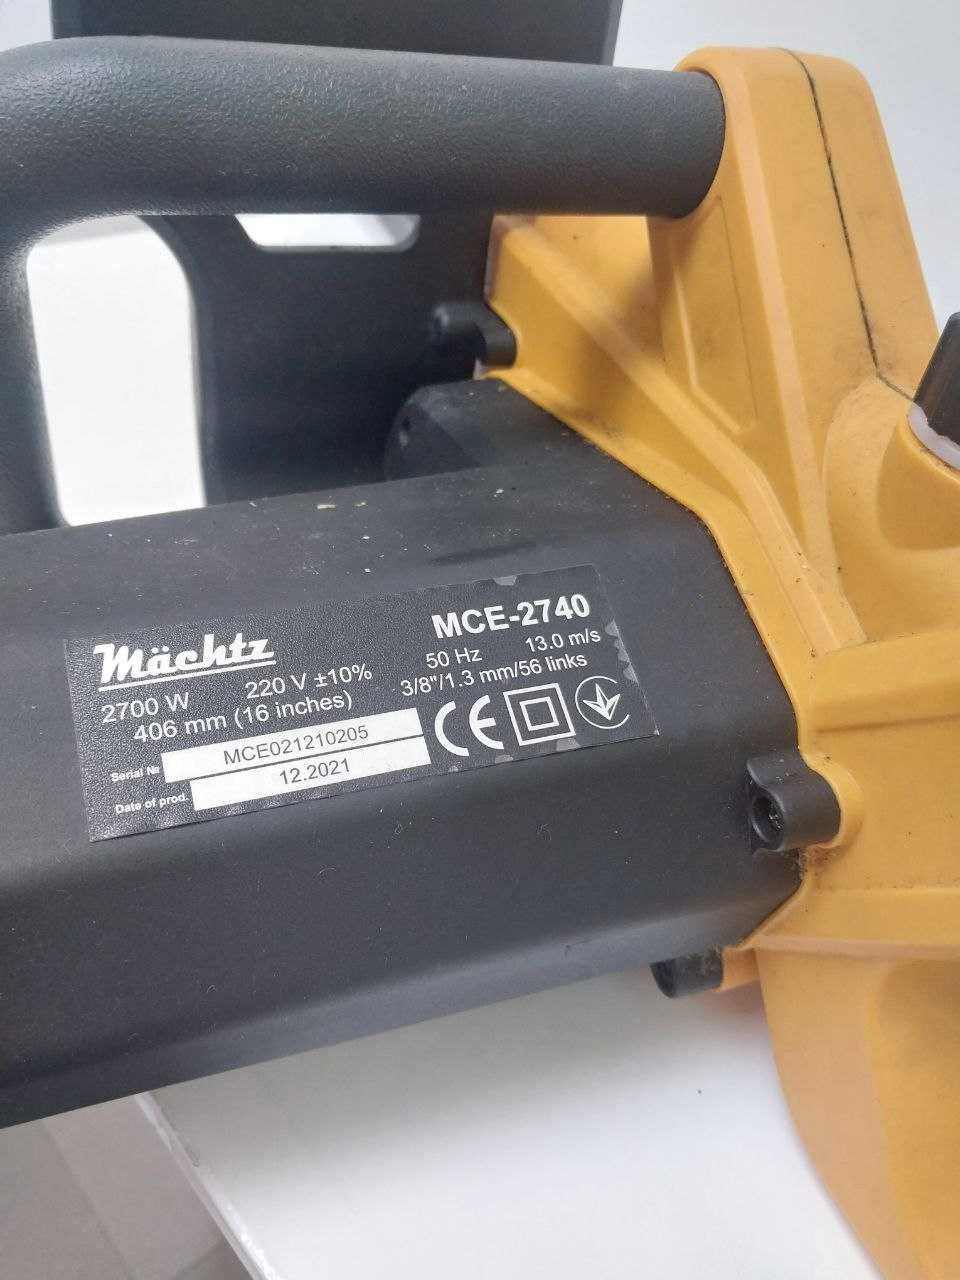 Mächtz
MCE-2740
2700 W 220 V ±10% 50 Hz 13.0 m/s
406 mm (16 inches) 3/8"/1.3 mm/56 links
Serial № MCE021210205
Date of prod. 12.2021
CE